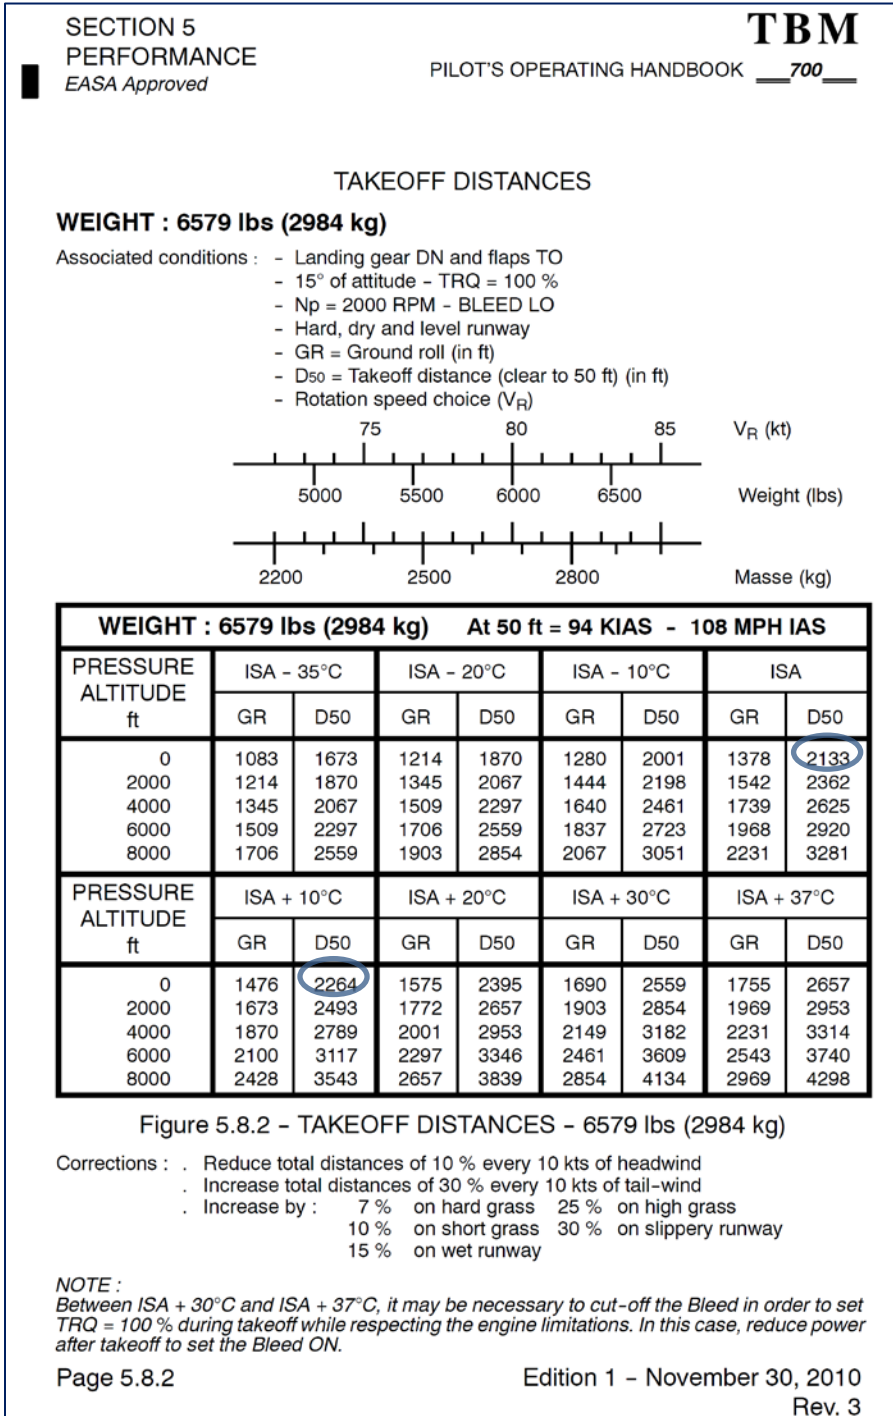 SECTION 5
PERFORMANCE
EASA Approved
TBM
PILOT'S OPERATING HANDBOOK ___700___
TAKEOFF DISTANCES
WEIGHT : 6579 lbs (2984 kg)
Associated conditions : - Landing gear DN and flaps TO
- 15° of attitude - TRQ = 100 %
- Np = 2000 RPM - BLEED LO
- Hard, dry and level runway
- GR = Ground roll (in ft)
- D50 = Takeoff distance (clear to 50 ft) (in ft)
- Rotation speed choice (VR)
75 80 85 VR (kt)
5000 5500 6000 6500 Weight (lbs)
2200 2500 2800 Masse (kg)
WEIGHT : 6579 lbs (2984 kg) At 50 ft = 94 KIAS - 108 MPH IAS
PRESSURE ALTITUDE ft ISA - 35°C ISA - 20°C ISA - 10°C ISA
GR D50 GR D50 GR D50 GR D50
0 1083 1673 1214 1870 1280 2001 1378 2133
2000 1214 1870 1345 2067 1444 2198 1542 2362
4000 1345 2067 1509 2297 1640 2461 1739 2625
6000 1509 2297 1706 2559 1837 2723 1968 2920
8000 1706 2559 1903 2854 2067 3051 2231 3281
PRESSURE ALTITUDE ft ISA + 10°C ISA + 20°C ISA + 30°C ISA + 37°C
GR D50 GR D50 GR D50 GR D50
0 1476 2264 1575 2395 1690 2559 1755 2657
2000 1673 2493 1772 2657 1903 2854 1969 2953
4000 1870 2789 2001 2953 2149 3182 2231 3314
6000 2100 3117 2297 3346 2461 3609 2543 3740
8000 2428 3543 2657 3839 2854 4134 2969 4298
Figure 5.8.2 - TAKEOFF DISTANCES - 6579 lbs (2984 kg)
Corrections : . Reduce total distances of 10 % every 10 kts of headwind
. Increase total distances of 30 % every 10 kts of tail-wind
. Increase by : 7 % on hard grass 25 % on high grass
10 % on short grass 30 % on slippery runway
15 % on wet runway
NOTE :
Between ISA + 30°C and ISA + 37°C, it may be necessary to cut-off the Bleed in order to set
TRQ = 100 % during takeoff while respecting the engine limitations. In this case, reduce power
after takeoff to set the Bleed ON.
Page 5.8.2
Edition 1 - November 30, 2010
Rev. 3